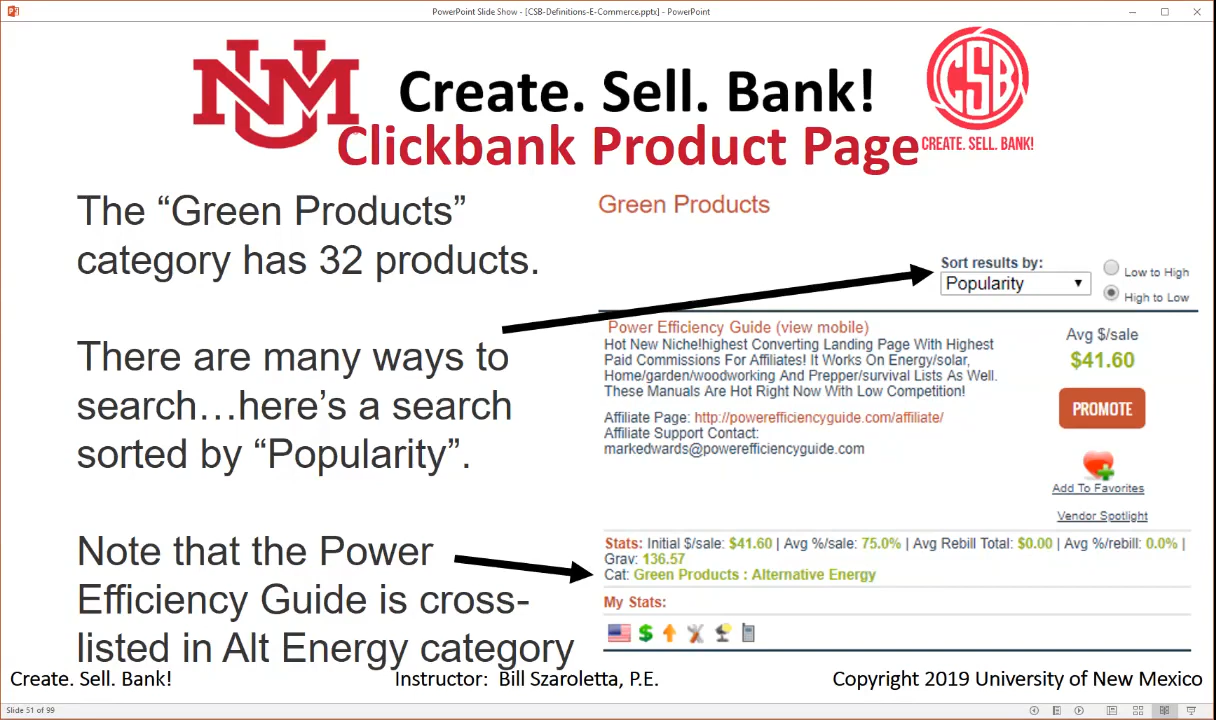 PowerPoint Slide Show - [CSB-Definitions-E-Commerce.pptx] - PowerPoint
UNM
Create. Sell. Bank!
CSB
CREATE. SELL. BANK!
Clickbank Product Page
The “Green Products”
category has 32 products.
There are many ways to
search…here’s a search
sorted by “Popularity”.
Note that the Power
Efficiency Guide is cross-
listed in Alt Energy category
Green Products
Sort results by:
Popularity
Low to High
High to Low
Power Efficiency Guide (view mobile)
Hot New Niche!highest Converting Landing Page With Highest
Paid Commissions For Affiliates! It Works On Energy/solar,
Home/garden/woodworking And Prepper/survival Lists As Well.
These Manuals Are Hot Right Now With Low Competition!
Affiliate Page: http://powerefficiencyguide.com/affiliate/
Affiliate Support Contact:
markedwards@powerefficiencyguide.com
Avg $/sale
$41.60
PROMOTE
Add To Favorites
Vendor Spotlight
Stats: Initial $/sale: $41.60 | Avg %/sale: 75.0% | Avg Rebill Total: $0.00 | Avg %/rebill: 0.0% |
Grav: 136.57
Cat: Green Products : Alternative Energy
My Stats:
Create. Sell. Bank!
Instructor: Bill Szaroletta, P.E.
Copyright 2019 University of New Mexico
Slide 51 of 99